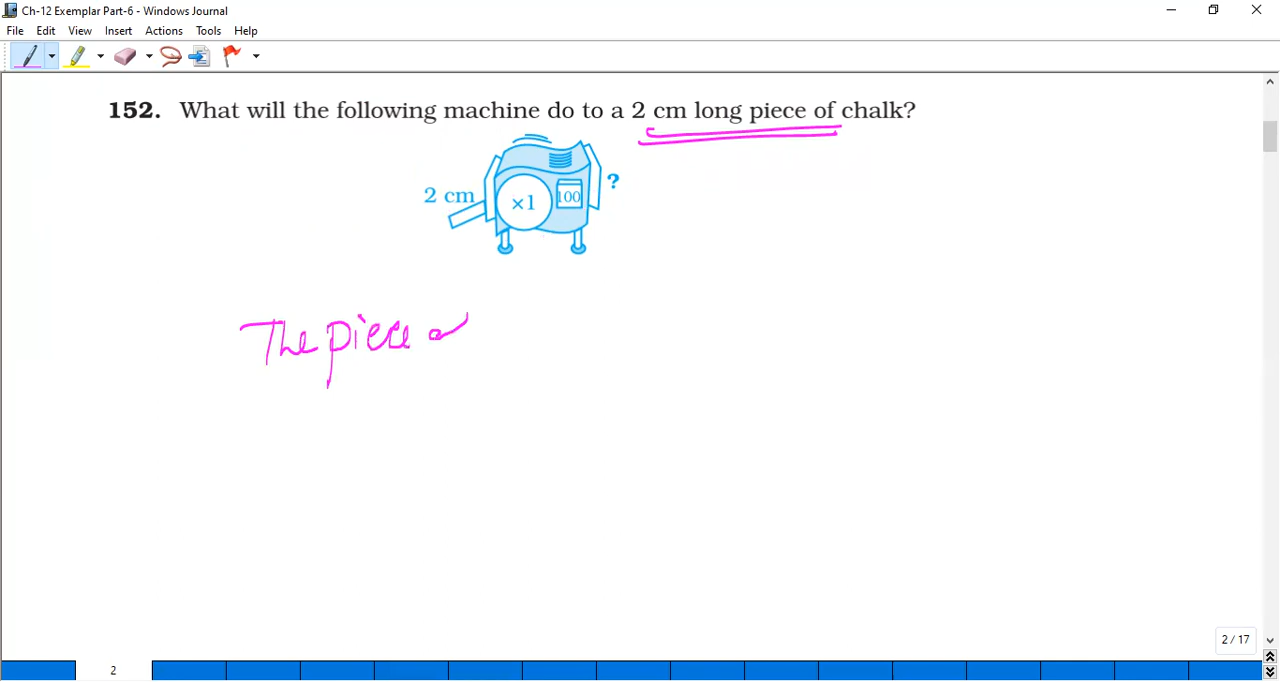 Ch-12 Exemplar Part-6 - Windows Journal
File Edit View Insert Actions Tools Help
152. What will the following machine do to a 2 cm long piece of chalk?
2 cm ×1 100 ?
The piece o
2 / 17
2